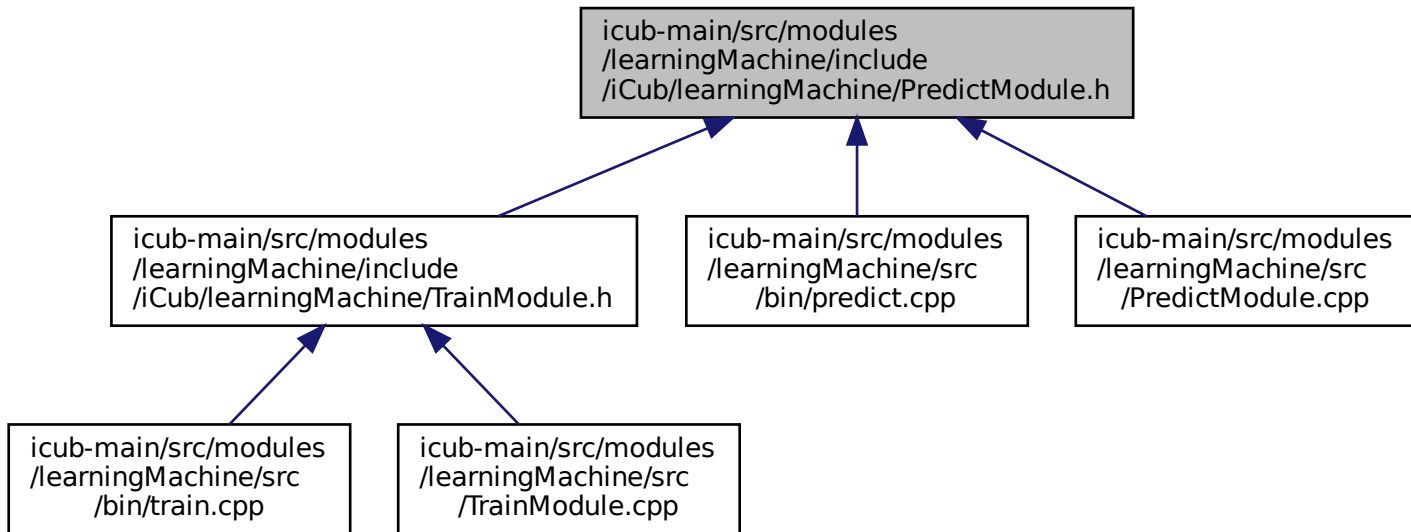 icub-main/src/modules
/learningMachine/include
/iCub/learningMachine/PredictModule.h
icub-main/src/modules
/learningMachine/include
/iCub/learningMachine/TrainModule.h
icub-main/src/modules
/learningMachine/src
/bin/predict.cpp
icub-main/src/modules
/learningMachine/src
/PredictModule.cpp
icub-main/src/modules
/learningMachine/src
/bin/train.cpp
icub-main/src/modules
/learningMachine/src
/TrainModule.cpp